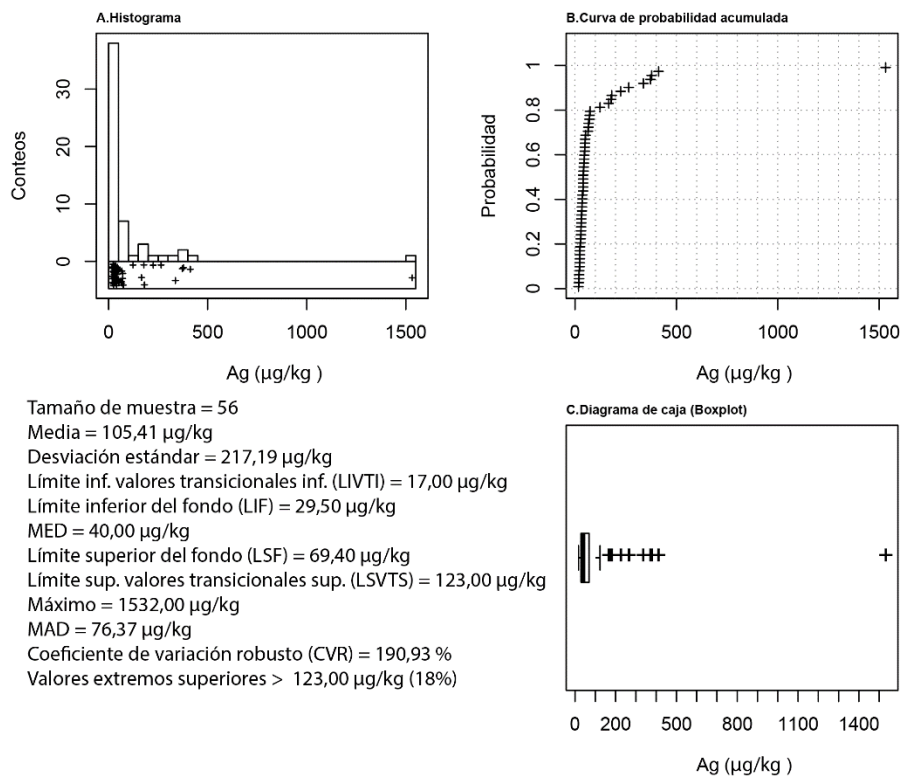 A.Histograma
Conteos
0 10 20 30
0 500 1000 1500
Ag (µg/kg )
B.Curva de probabilidad acumulada
Probabilidad
0 0.2 0.4 0.6 0.8 1
0 500 1000 1500
Ag (µg/kg )
Tamaño de muestra = 56
Media = 105,41 µg/kg
Desviación estándar = 217,19 µg/kg
Límite inf. valores transicionales inf. (LIVTI) = 17,00 µg/kg
Límite inferior del fondo (LIF) = 29,50 µg/kg
MED = 40,00 µg/kg
Límite superior del fondo (LSF) = 69,40 µg/kg
Límite sup. valores transicionales sup. (LSVTS) = 123,00 µg/kg
Máximo = 1532,00 µg/kg
MAD = 76,37 µg/kg
Coeficiente de variación robusto (CVR) = 190,93 %
Valores extremos superiores > 123,00 µg/kg (18%)
C.Diagrama de caja (Boxplot)
0 200 500 800 1100 1400
Ag (µg/kg )